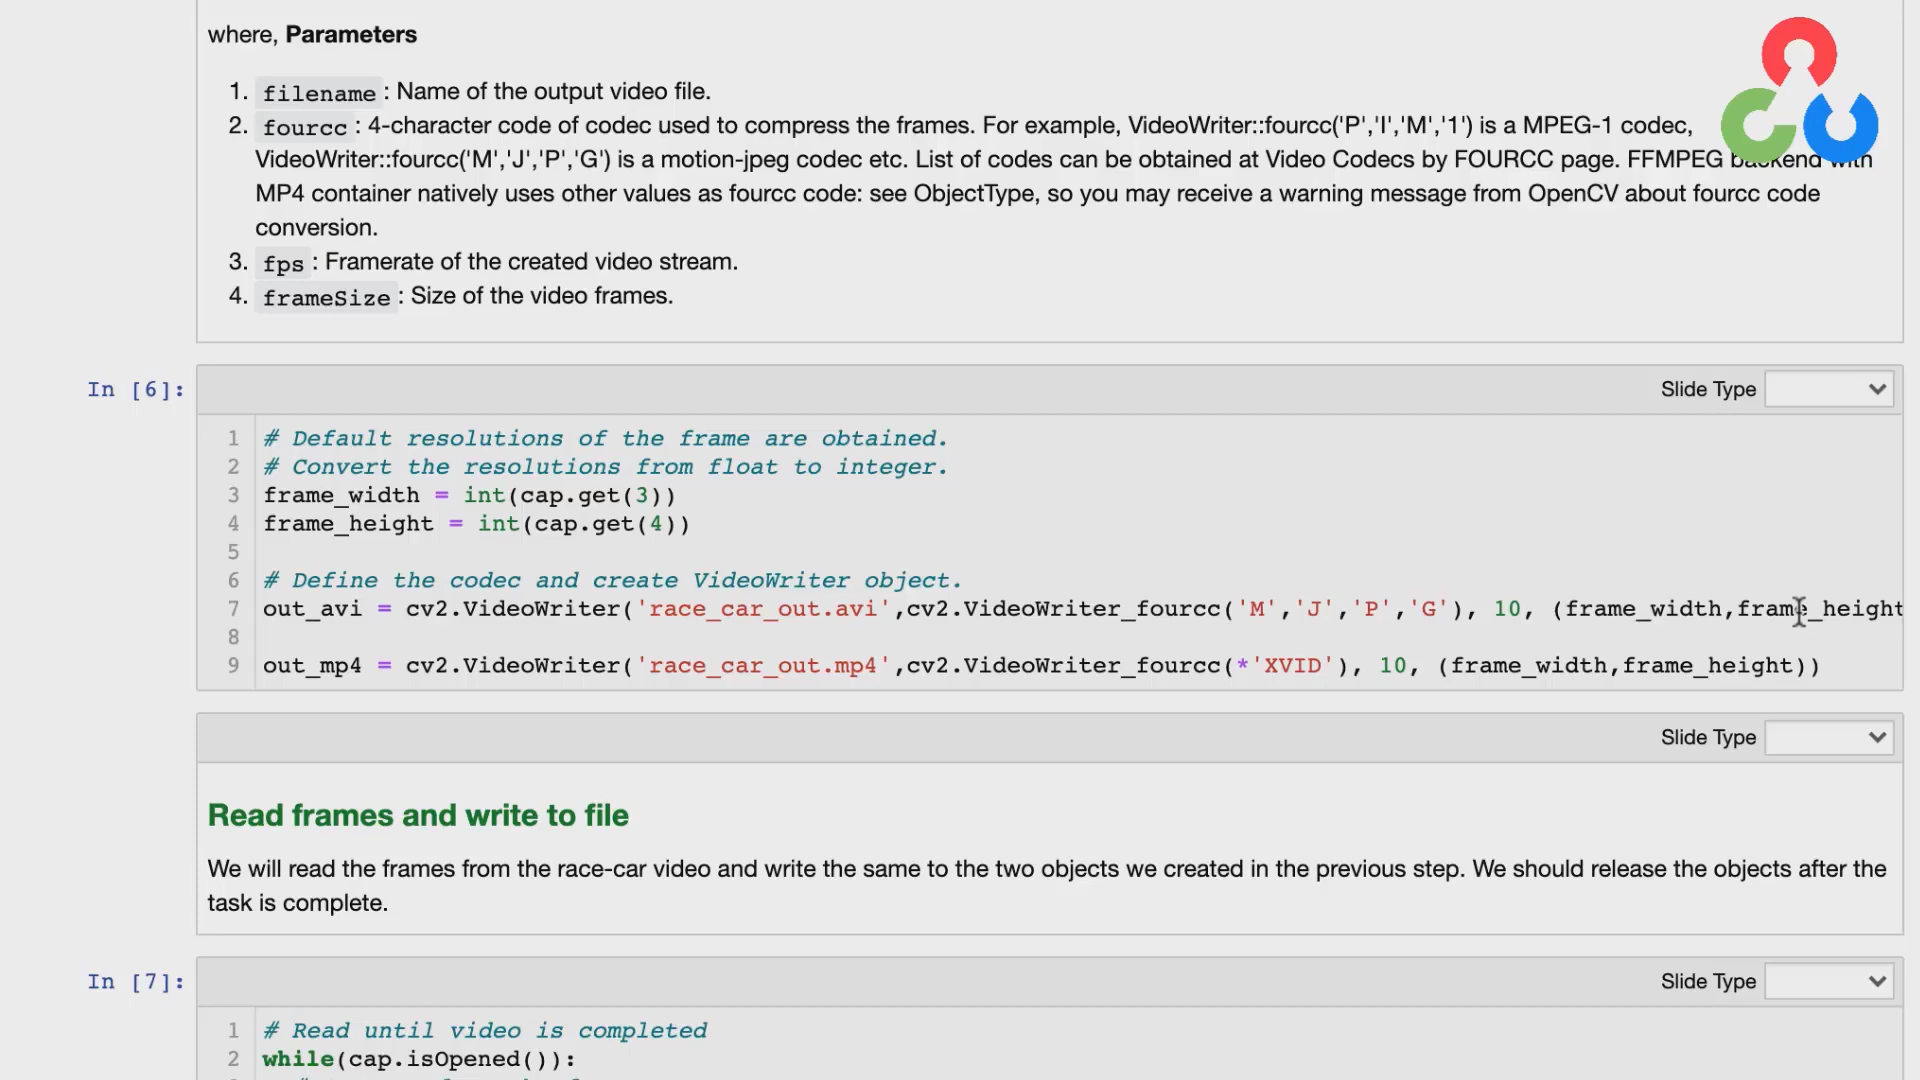 where, Parameters
1. filename : Name of the output video file.
2. fourcc : 4-character code of codec used to compress the frames. For example, VideoWriter::fourcc('P','I','M','1') is a MPEG-1 codec,
VideoWriter::fourcc('M','J','P','G') is a motion-jpeg codec etc. List of codes can be obtained at Video Codecs by FOURCC page. FFMPEG backend with
MP4 container natively uses other values as fourcc code: see ObjectType, so you may receive a warning message from OpenCV about fourcc code
conversion.
3. fps : Framerate of the created video stream.
4. frameSize : Size of the video frames.
In [6]:
Slide Type
1 # Default resolutions of the frame are obtained.
2 # Convert the resolutions from float to integer.
3 frame_width = int(cap.get(3))
4 frame_height = int(cap.get(4))
5
6 # Define the codec and create VideoWriter object.
7 out_avi = cv2.VideoWriter('race_car_out.avi',cv2.VideoWriter_fourcc('M','J','P','G'), 10, (frame_width,frame_height
8
9 out_mp4 = cv2.VideoWriter('race_car_out.mp4',cv2.VideoWriter_fourcc(*'XVID'), 10, (frame_width,frame_height))
Slide Type
Read frames and write to file
We will read the frames from the race-car video and write the same to the two objects we created in the previous step. We should release the objects after the
task is complete.
In [7]:
Slide Type
1 # Read until video is completed
2 while(cap.isOpened()):